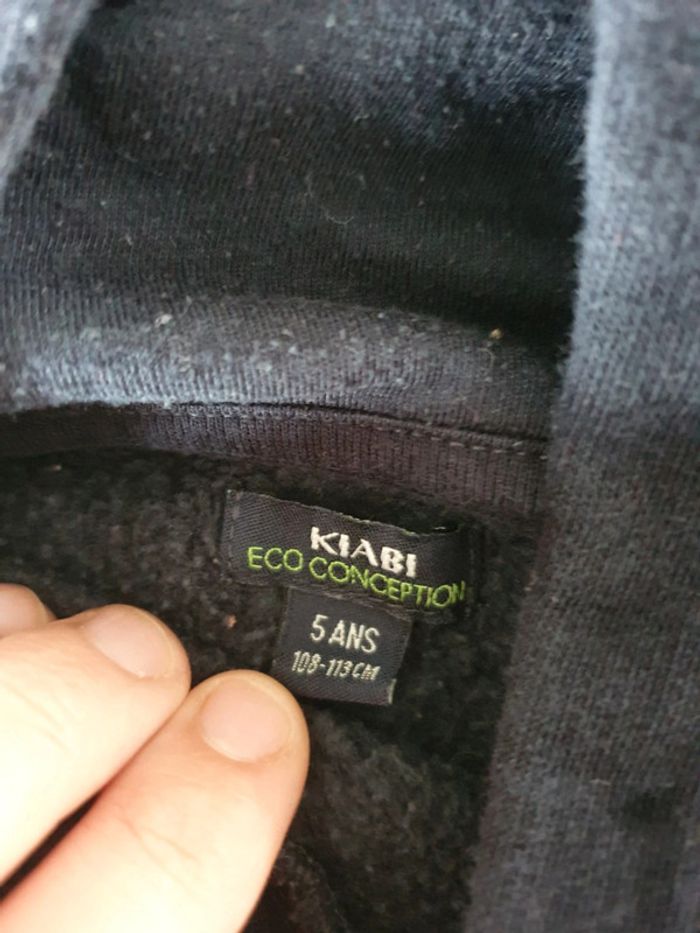 KIABI
ECO CONCEPTION
5 ANS
108-113 CM